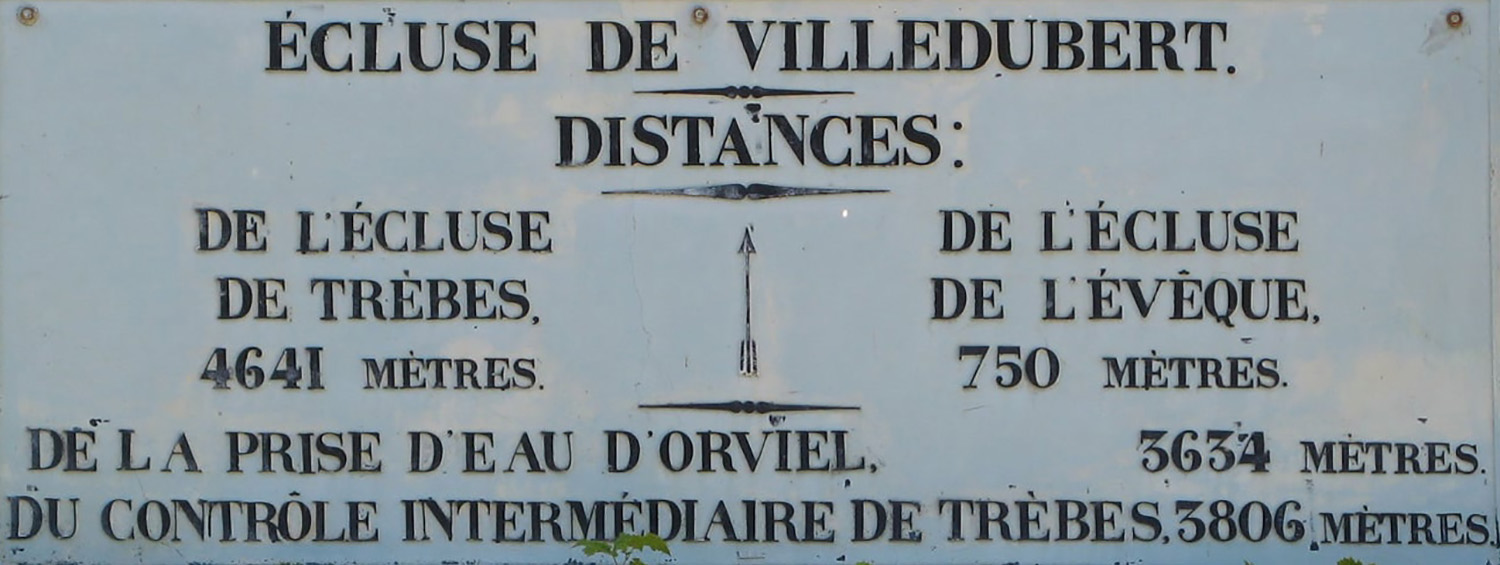 ÉCLUSE DE VILLEDUBERT.
DISTANCES:
DE L'ÉCLUSE
DE TRÈBES,
4641 MÈTRES.
DE L'ÉCLUSE
DE L'ÉVÊQUE,
750 MÈTRES.
DE LA PRISE D'EAU D'ORVIEL, 3634 MÈTRES.
DU CONTRÔLE INTERMÉDIAIRE DE TRÈBES, 3806 MÈTRES.